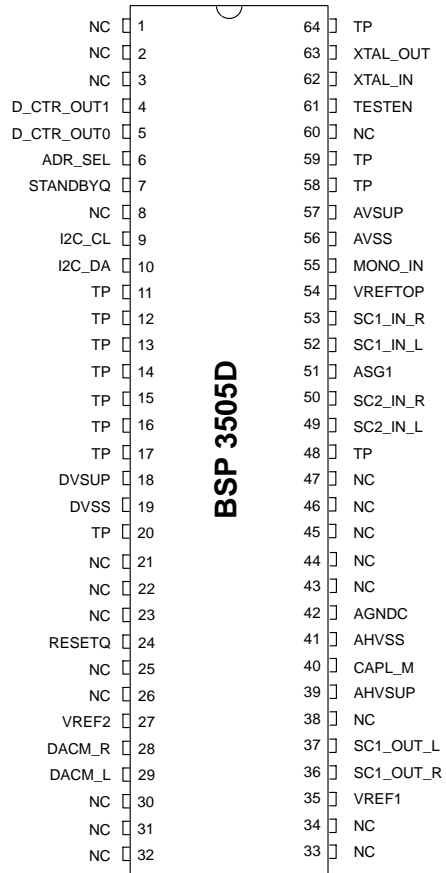 NC 1 64 TP
NC 2 63 XTAL_OUT
NC 3 62 XTAL_IN
D_CTR_OUT1 4 61 TESTEN
D_CTR_OUT0 5 60 NC
ADR_SEL 6 59 TP
STANDBYQ 7 58 TP
NC 8 57 AVSUP
I2C_CL 9 56 AVSS
I2C_DA 10 55 MONO_IN
TP 11 54 VREFTOP
TP 12 53 SC1_IN_R
TP 13 52 SC1_IN_L
TP 14 51 ASG1
TP 15 50 SC2_IN_R
TP 16 49 SC2_IN_L
TP 17 48 TP
DVSUP 18 47 NC
DVSS 19 46 NC
TP 20 45 NC
NC 21 44 NC
NC 22 43 NC
NC 23 42 AGNDC
RESETQ 24 41 AHVSS
NC 25 40 CAPL_M
NC 26 39 AHVSUP
VREF2 27 38 NC
DACM_R 28 37 SC1_OUT_L
DACM_L 29 36 SC1_OUT_R
NC 30 35 VREF1
NC 31 34 NC
NC 32 33 NC
BSP 3505D